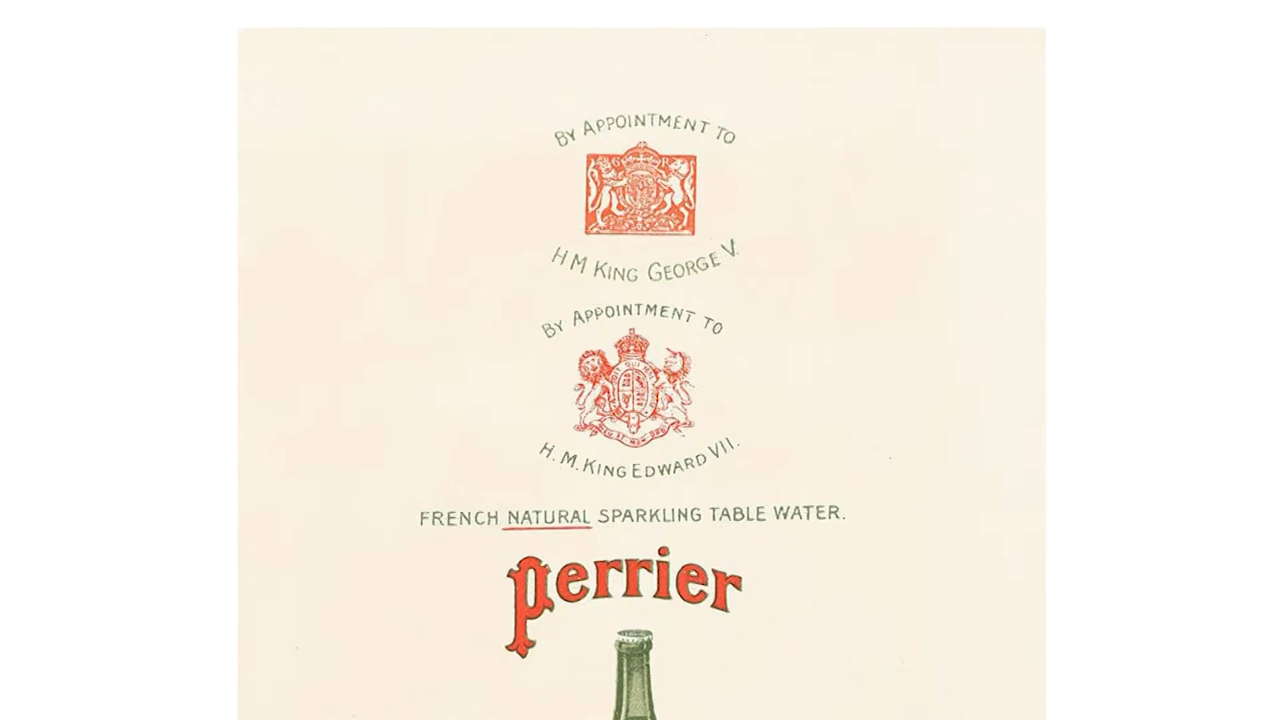 BY APPOINTMENT TO
G R
H M KING GEORGE V.
BY APPOINTMENT TO
H. M. KING EDWARD VII.
FRENCH NATURAL SPARKLING TABLE WATER.
perrier